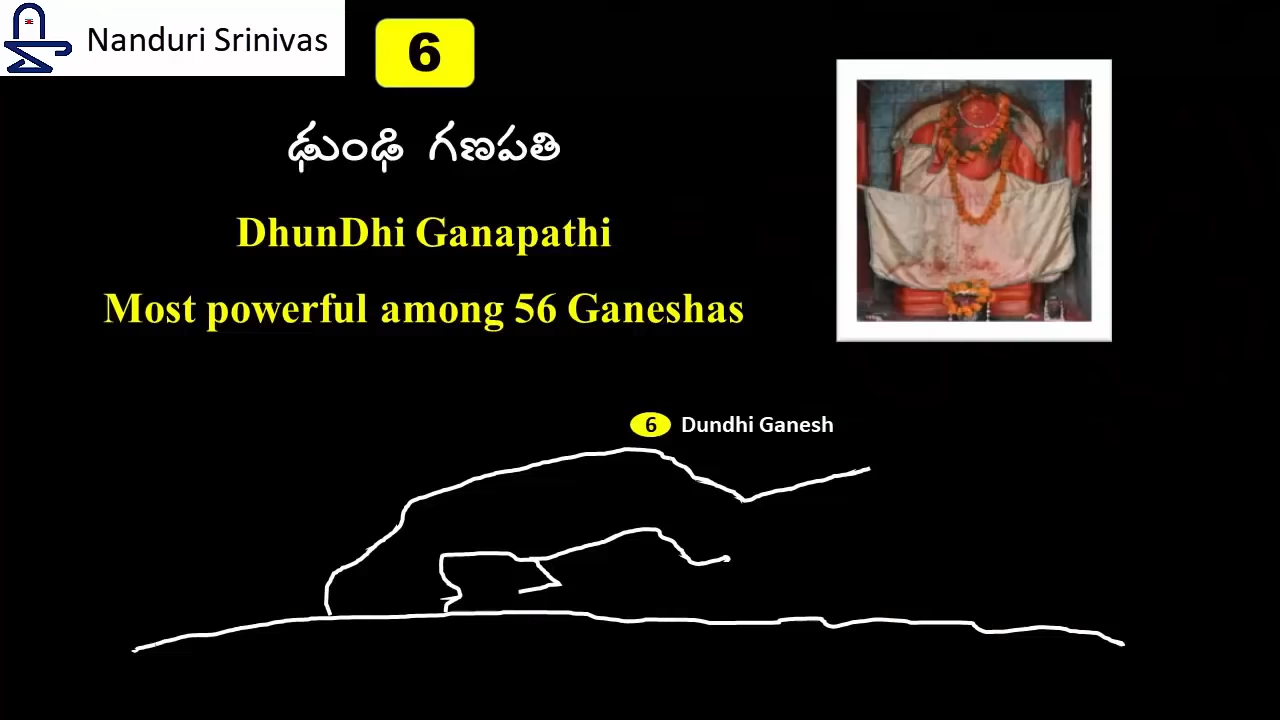 Nanduri Srinivas
6
ఢుంఢి గణపతి
DhunDhi Ganapathi
Most powerful among 56 Ganeshas
6 Dundhi Ganesh